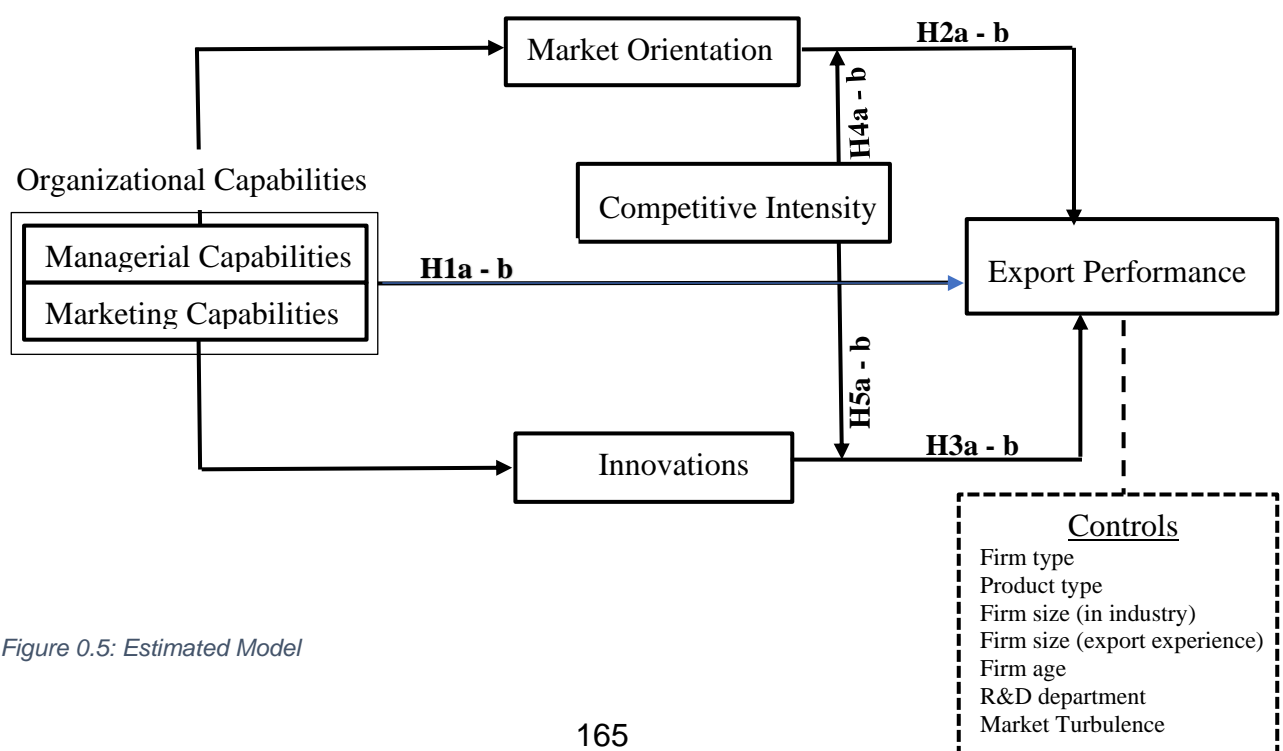 Market Orientation
H2a - b
H4a - b
Organizational Capabilities
Competitive Intensity
Managerial Capabilities
Marketing Capabilities
H1a - b
Export Performance
H5a - b
Innovations
H3a - b
Controls
Firm type
Product type
Firm size (in industry)
Firm size (export experience)
Firm age
R&D department
Market Turbulence
Figure 0.5: Estimated Model
165